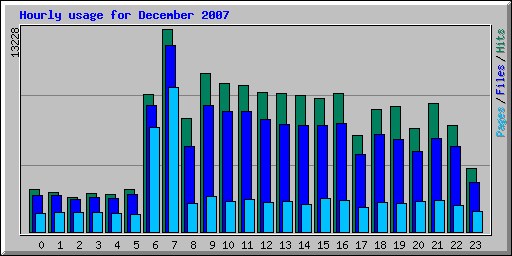 Hourly usage for December 2007
13228
Pages / Files / Hits
0 1 2 3 4 5 6 7 8 9 10 11 12 13 14 15 16 17 18 19 20 21 22 23